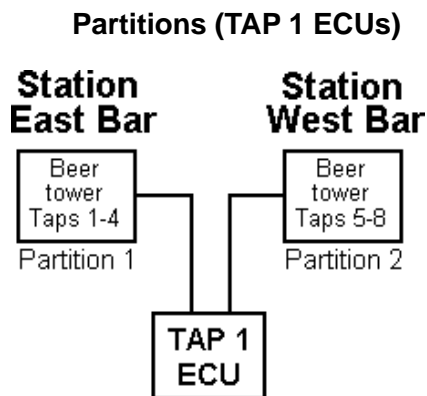 Partitions (TAP 1 ECUs)
Station
East Bar
Beer
tower
Taps 1-4
Partition 1
Station
West Bar
Beer
tower
Taps 5-8
Partition 2
TAP 1
ECU